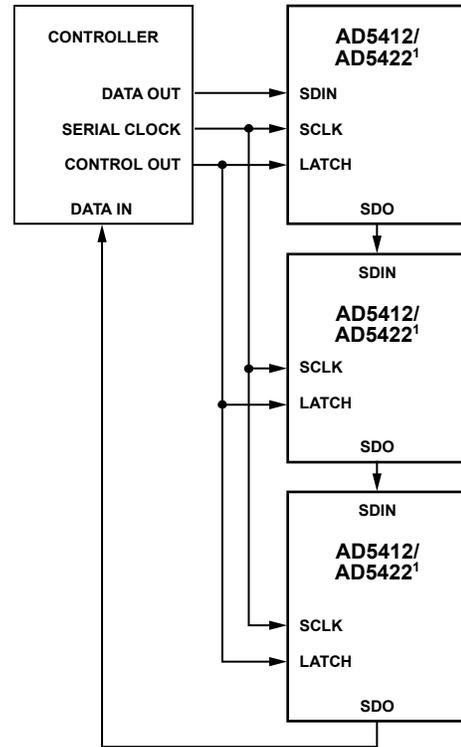 CONTROLLER
DATA OUT
SERIAL CLOCK
CONTROL OUT
DATA IN
AD5412/
AD5422¹
SDIN
SCLK
LATCH
SDO
SDIN
AD5412/
AD5422¹
SCLK
LATCH
SDO
SDIN
AD5412/
AD5422¹
SCLK
LATCH
SDO